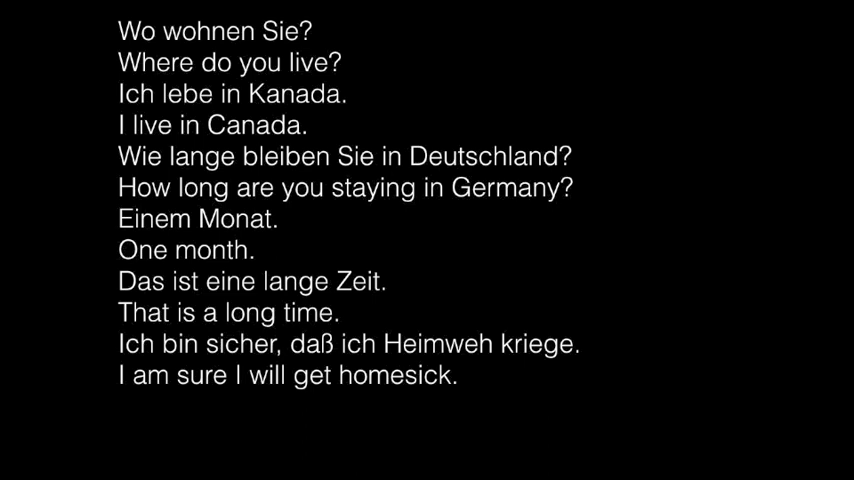 Wo wohnen Sie?
Where do you live?
Ich lebe in Kanada.
I live in Canada.
Wie lange bleiben Sie in Deutschland?
How long are you staying in Germany?
Einem Monat.
One month.
Das ist eine lange Zeit.
That is a long time.
Ich bin sicher, daß ich Heimweh kriege.
I am sure I will get homesick.